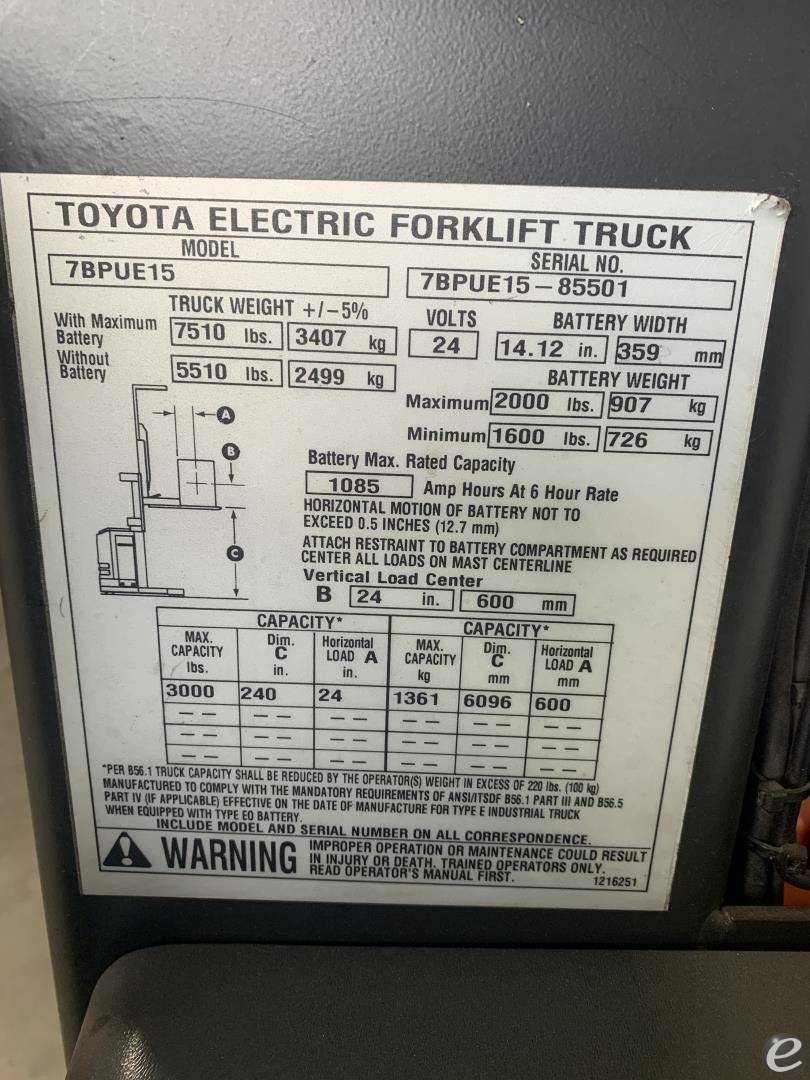 TOYOTA ELECTRIC FORKLIFT TRUCK
MODEL
7BPUE15
SERIAL NO.
7BPUE15-85501
TRUCK WEIGHT +/-5%
With Maximum Battery 7510 lbs. 3407 kg
Without Battery 5510 lbs. 2499 kg
VOLTS
24
BATTERY WIDTH
14.12 in. 359 mm
BATTERY WEIGHT
Maximum 2000 lbs. 907 kg
Minimum 1600 lbs. 726 kg
A
B
C
Battery Max. Rated Capacity
1085 Amp Hours At 6 Hour Rate
HORIZONTAL MOTION OF BATTERY NOT TO
EXCEED 0.5 INCHES (12.7 mm)
ATTACH RESTRAINT TO BATTERY COMPARTMENT AS REQUIRED
CENTER ALL LOADS ON MAST CENTERLINE
Vertical Load Center
B 24 in. 600 mm
CAPACITY* CAPACITY*
MAX. CAPACITY lbs. Dim. C in. Horizontal LOAD A in. MAX. CAPACITY kg Dim. C mm Horizontal LOAD A mm
3000 240 24 1361 6096 600
-- -- -- -- -- --
-- -- -- -- -- --
-- -- -- -- -- --
*PER B56.1 TRUCK CAPACITY SHALL BE REDUCED BY THE OPERATOR(S) WEIGHT IN EXCESS OF 220 lbs. (100 kg)
MANUFACTURED TO COMPLY WITH THE MANDATORY REQUIREMENTS OF ANSI/ITSDF B56.1 PART III AND B56.5
PART IV (IF APPLICABLE) EFFECTIVE ON THE DATE OF MANUFACTURE FOR TYPE E INDUSTRIAL TRUCK
WHEN EQUIPPED WITH TYPE EO BATTERY.
INCLUDE MODEL AND SERIAL NUMBER ON ALL CORRESPONDENCE.
WARNING
IMPROPER OPERATION OR MAINTENANCE COULD RESULT
IN INJURY OR DEATH. TRAINED OPERATORS ONLY.
READ OPERATOR'S MANUAL FIRST.
1216251
e